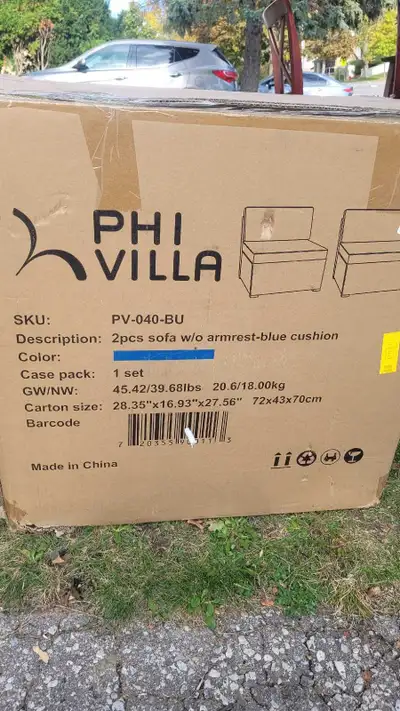 PHI
VILLA
SKU: PV-040-BU
Description: 2pcs sofa w/o armrest-blue cushion
Color:
Case pack: 1 set
GW/NW: 45.42/39.68lbs 20.6/18.00kg
Carton size: 28.35"x16.93"x27.56" 72x43x70cm
Barcode
Made in China